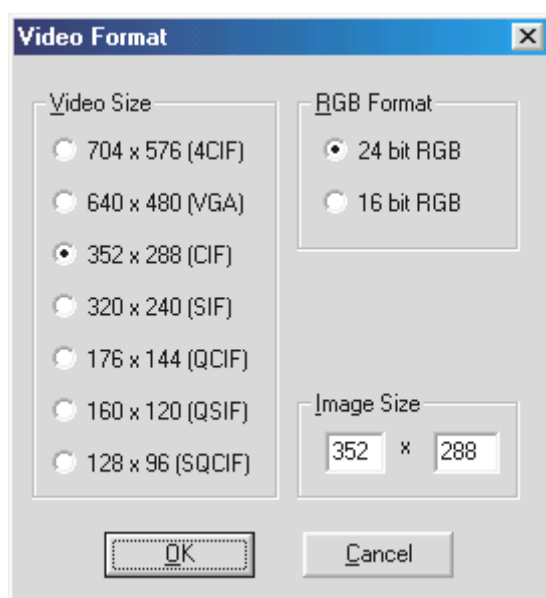 Video Format
Video Size
704 x 576 (4CIF)
640 x 480 (VGA)
352 x 288 (CIF)
320 x 240 (SIF)
176 x 144 (QCIF)
160 x 120 (QSIF)
128 x 96 (SQCIF)
RGB Format
24 bit RGB
16 bit RGB
Image Size
352 x 288
OK
Cancel